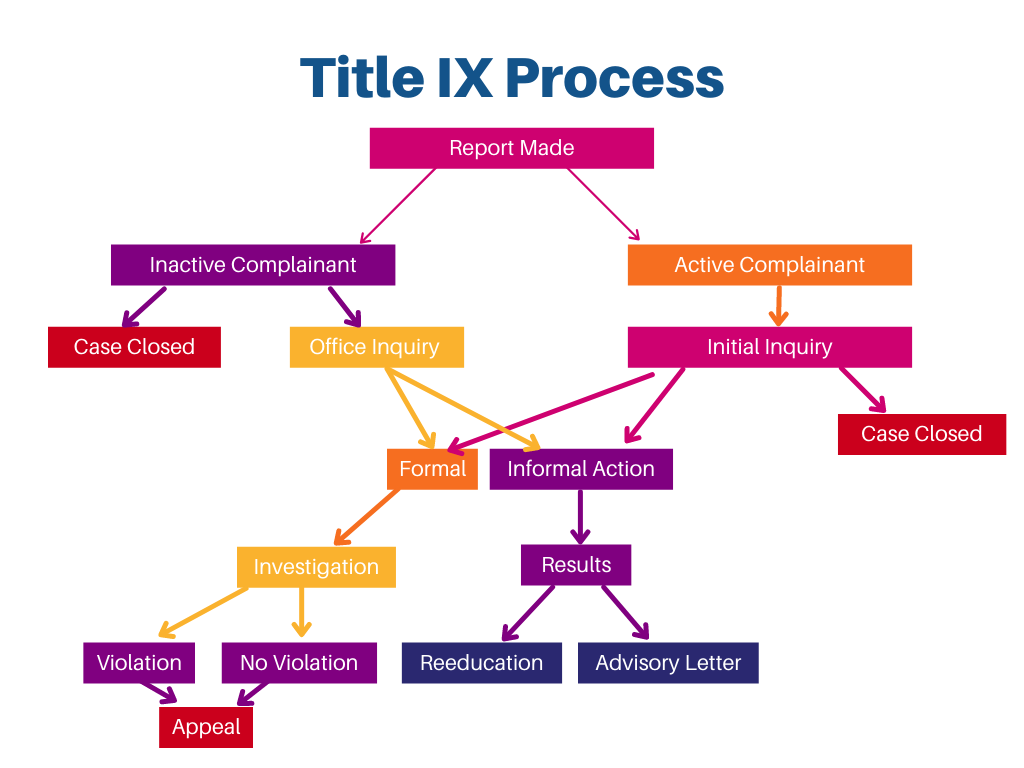 Title IX Process
Report Made
Inactive Complainant
Active Complainant
Case Closed
Office Inquiry
Initial Inquiry
Case Closed
Formal
Informal Action
Investigation
Results
Violation
No Violation
Reeducation
Advisory Letter
Appeal